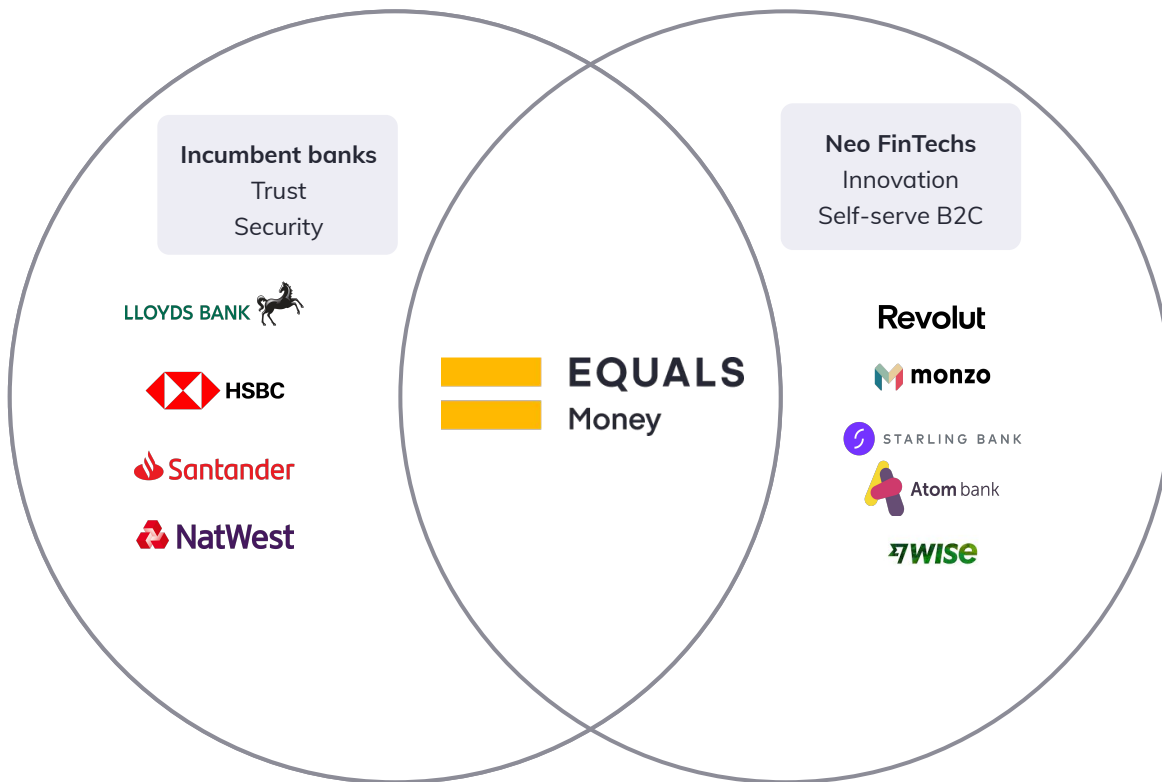 Incumbent banks
Trust
Security
LLOYDS BANK
HSBC
Santander
NatWest
EQUALS
Money
Neo FinTechs
Innovation
Self-serve B2C
Revolut
monzo
STARLING BANK
Atom bank
wise